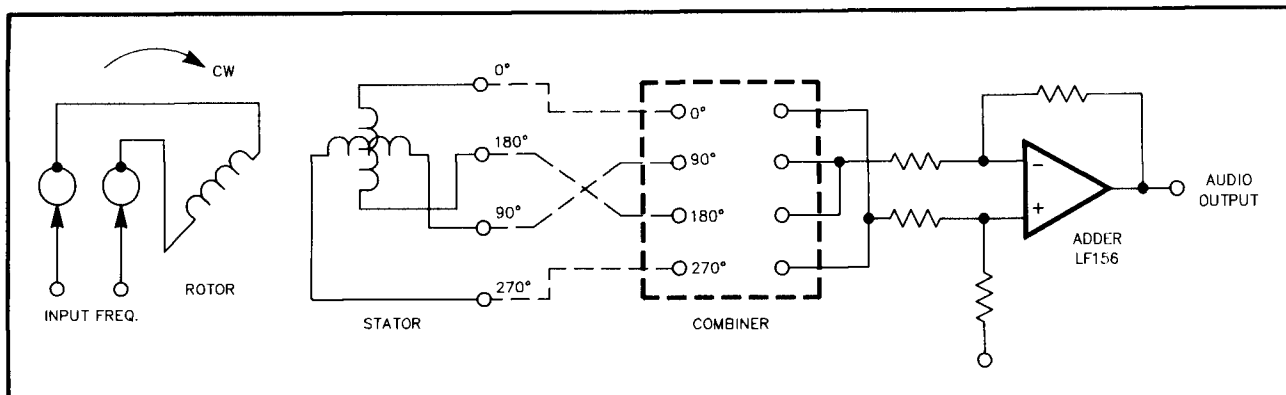 CW
INPUT FREQ.
ROTOR
STATOR
0°
180°
90°
270°
0°
90°
180°
270°
COMBINER
−
+
ADDER
LF156
AUDIO
OUTPUT